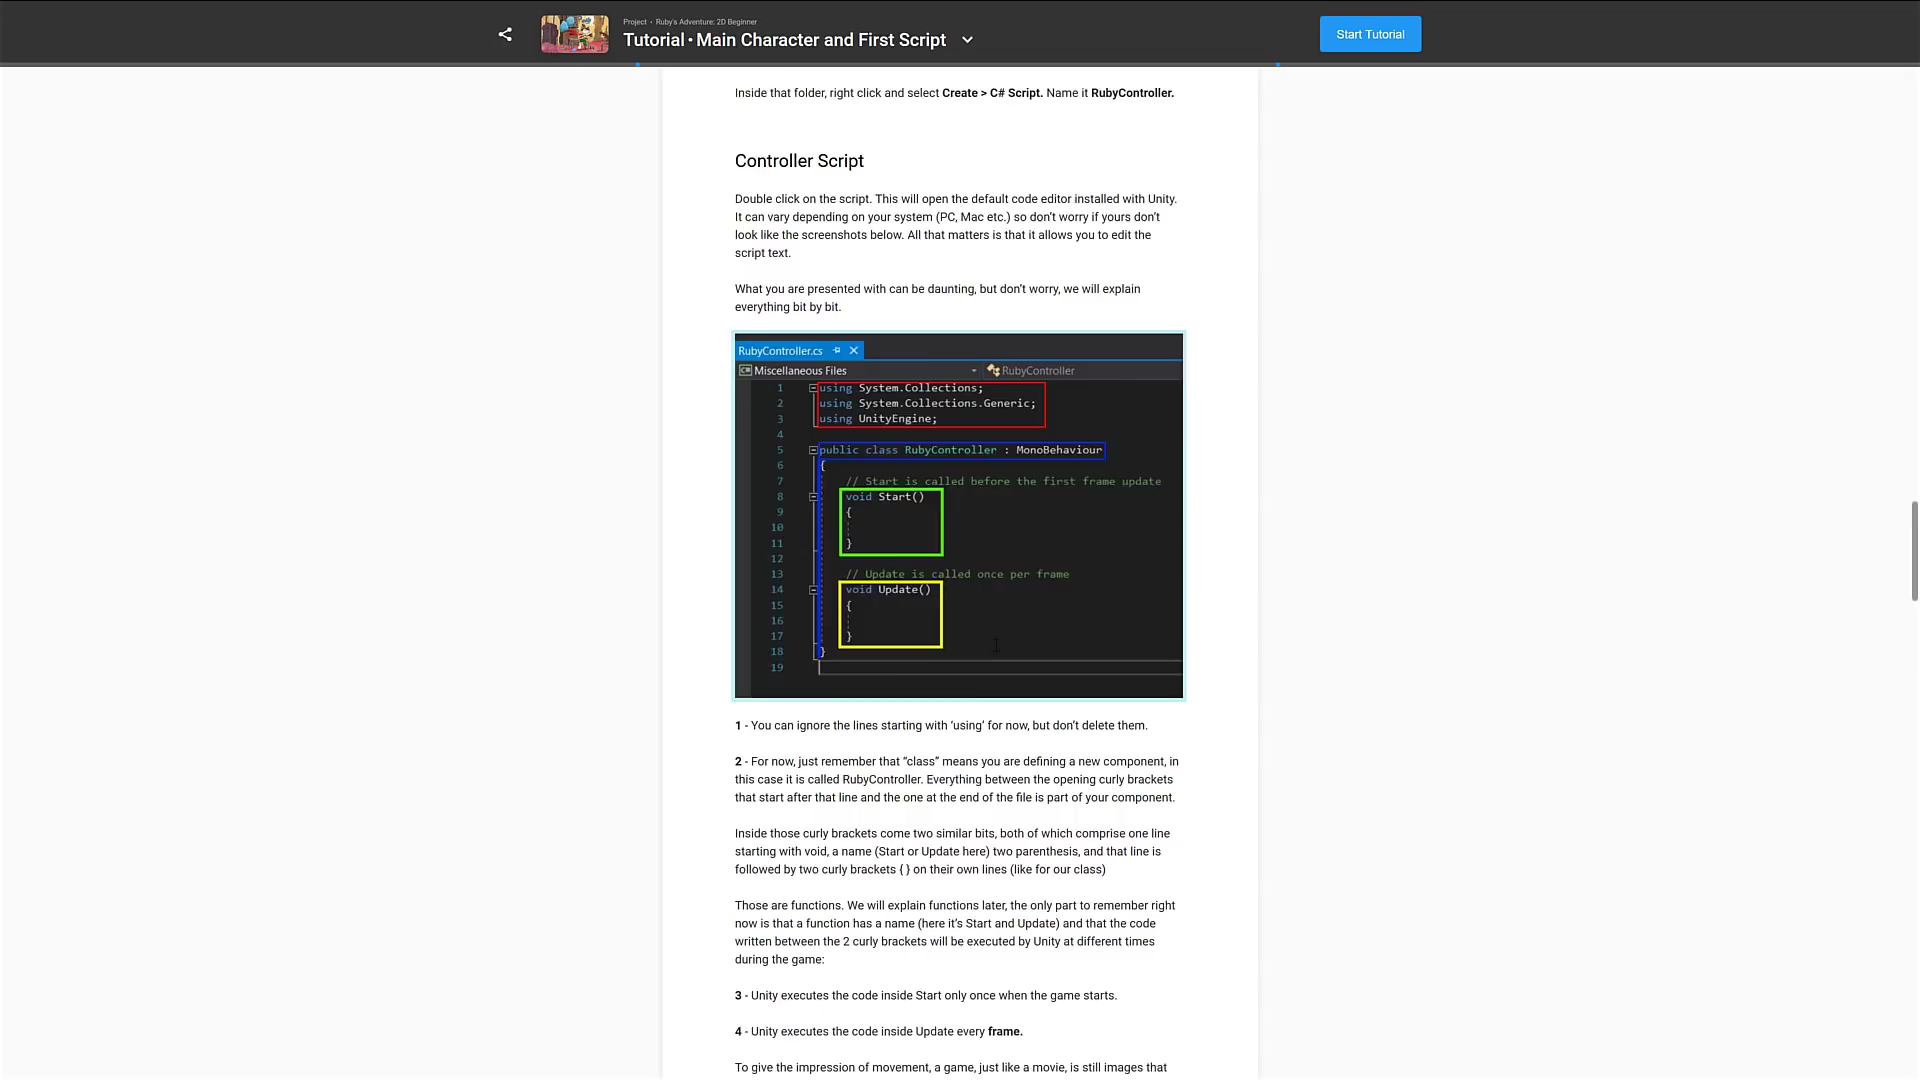 Project • Ruby's Adventure: 2D Beginner
Tutorial • Main Character and First Script
Start Tutorial
Inside that folder, right click and select Create > C# Script. Name it RubyController.
Controller Script
Double click on the script. This will open the default code editor installed with Unity.
It can vary depending on your system (PC, Mac etc.) so don’t worry if yours don’t
look like the screenshots below. All that matters is that it allows you to edit the
script text.
What you are presented with can be daunting, but don’t worry, we will explain
everything bit by bit.
RubyController.cs
Miscellaneous Files
RubyController
1 using System.Collections;
2 using System.Collections.Generic;
3 using UnityEngine;
4
5 public class RubyController : MonoBehaviour
6 {
7 // Start is called before the first frame update
8 void Start()
9 {
10
11 }
12
13 // Update is called once per frame
14 void Update()
15 {
16
17 }
18 }
19
1 - You can ignore the lines starting with ‘using’ for now, but don’t delete them.
2 - For now, just remember that “class” means you are defining a new component, in
this case it is called RubyController. Everything between the opening curly brackets
that start after that line and the one at the end of the file is part of your component.
Inside those curly brackets come two similar bits, both of which comprise one line
starting with void, a name (Start or Update here) two parenthesis, and that line is
followed by two curly brackets { } on their own lines (like for our class)
Those are functions. We will explain functions later, the only part to remember right
now is that a function has a name (here it’s Start and Update) and that the code
written between the 2 curly brackets will be executed by Unity at different times
during the game:
3 - Unity executes the code inside Start only once when the game starts.
4 - Unity executes the code inside Update every frame.
To give the impression of movement, a game, just like a movie, is still images that